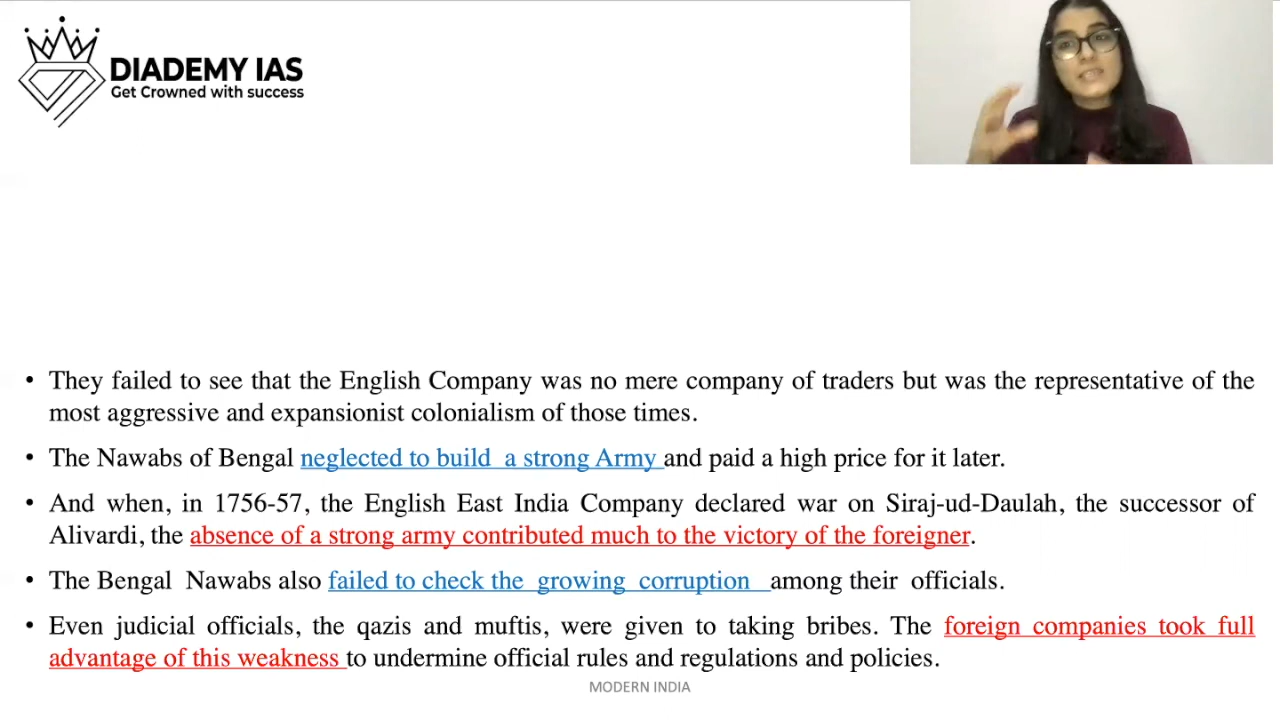 DIADEMY IAS
Get Crowned with success
• They failed to see that the English Company was no mere company of traders but was the representative of the
most aggressive and expansionist colonialism of those times.
• The Nawabs of Bengal neglected to build a strong Army and paid a high price for it later.
• And when, in 1756-57, the English East India Company declared war on Siraj-ud-Daulah, the successor of
Alivardi, the absence of a strong army contributed much to the victory of the foreigner.
• The Bengal Nawabs also failed to check the growing corruption among their officials.
• Even judicial officials, the qazis and muftis, were given to taking bribes. The foreign companies took full
advantage of this weakness to undermine official rules and regulations and policies.
MODERN INDIA